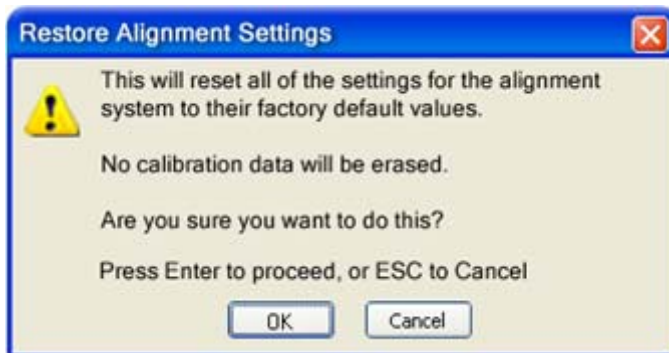 Restore Alignment Settings
This will reset all of the settings for the alignment
system to their factory default values.
No calibration data will be erased.
Are you sure you want to do this?
Press Enter to proceed, or ESC to Cancel
OK
Cancel